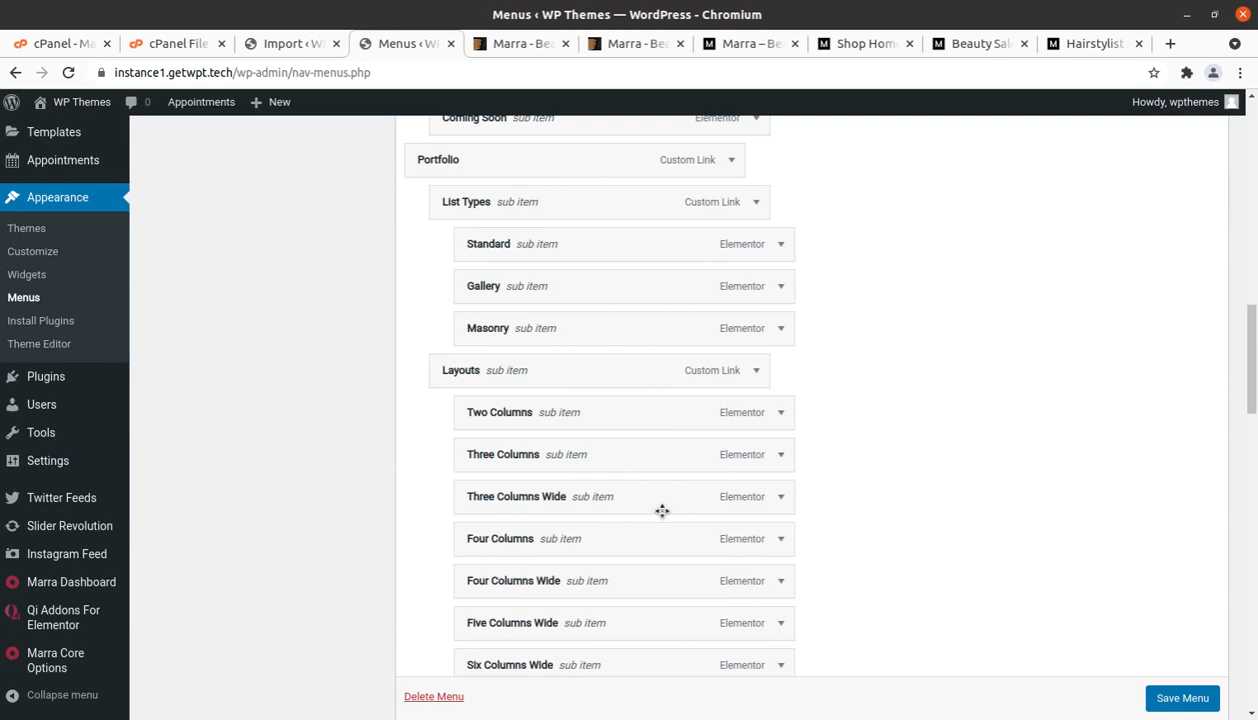 Menus ‹ WP Themes — WordPress - Chromium
cPanel - Ma
cPanel File
Import ‹ W
Menus ‹ W
Marra - Bea
Marra - Bea
Marra – Be
Shop Hom
Beauty Sal
Hairstylist
instance1.getwpt.tech/wp-admin/nav-menus.php
WP Themes
0
Appointments
New
Howdy, wpthemes
Templates
Appointments
Appearance
Themes
Customize
Widgets
Menus
Install Plugins
Theme Editor
Plugins
Users
Tools
Settings
Twitter Feeds
Slider Revolution
Instagram Feed
Marra Dashboard
Qi Addons For
Elementor
Marra Core
Options
Collapse menu
Coming Soon sub item Elementor
Portfolio Custom Link
List Types sub item Custom Link
Standard sub item Elementor
Gallery sub item Elementor
Masonry sub item Elementor
Layouts sub item Custom Link
Two Columns sub item Elementor
Three Columns sub item Elementor
Three Columns Wide sub item Elementor
Four Columns sub item Elementor
Four Columns Wide sub item Elementor
Five Columns Wide sub item Elementor
Six Columns Wide sub item Elementor
Delete Menu
Save Menu